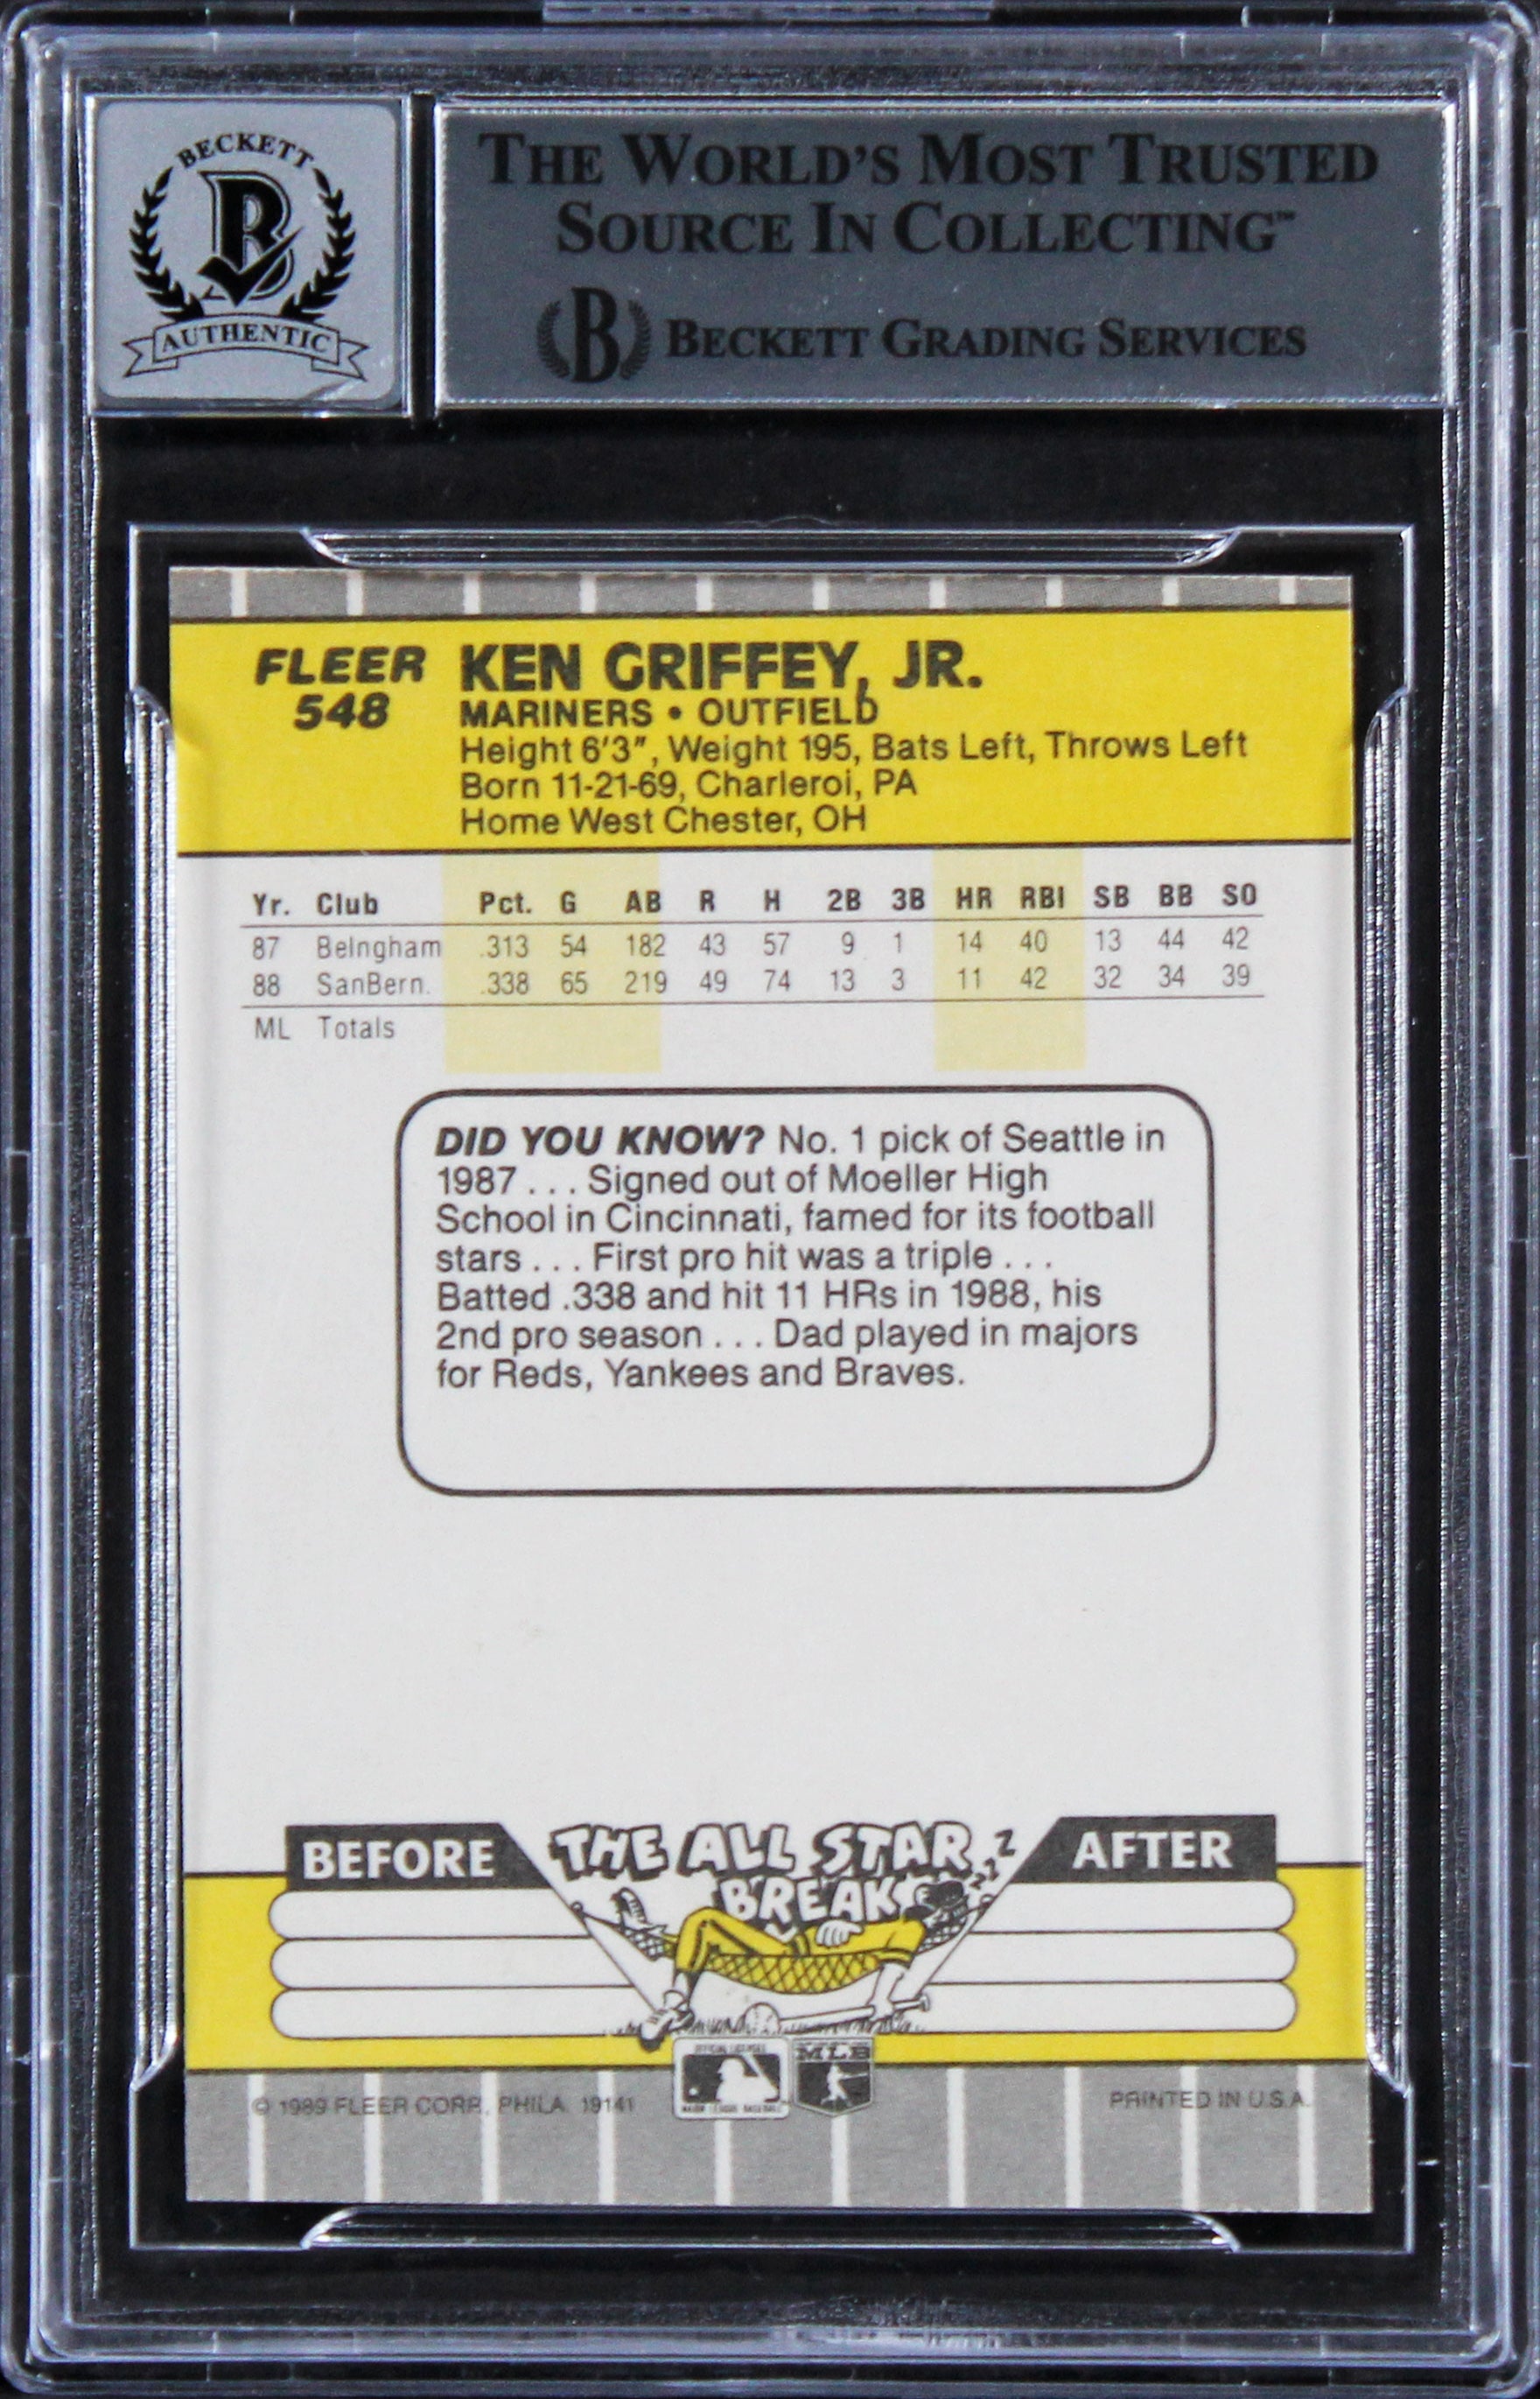 BECKETT
B
AUTHENTIC
THE WORLD'S MOST TRUSTED
SOURCE IN COLLECTING™
B BECKETT GRADING SERVICES
FLEER
548
KEN GRIFFEY, JR.
MARINERS • OUTFIELD
Height 6'3", Weight 195, Bats Left, Throws Left
Born 11-21-69, Charleroi, PA
Home West Chester, OH
Yr. Club Pct. G AB R H 2B 3B HR RBI SB BB SO
87 Belngham .313 54 182 43 57 9 1 14 40 13 44 42
88 SanBern. .338 65 219 49 74 13 3 11 42 32 34 39
ML Totals
DID YOU KNOW? No. 1 pick of Seattle in
1987 . . . Signed out of Moeller High
School in Cincinnati, famed for its football
stars . . . First pro hit was a triple . . .
Batted .338 and hit 11 HRs in 1988, his
2nd pro season . . . Dad played in majors
for Reds, Yankees and Braves.
BEFORE THE ALL STAR BREAK AFTER
Z Z Z Z
OFFICIAL LICENSEE
MAJOR LEAGUE BASEBALL
MLB
© 1989 FLEER CORP. PHILA. 19141
PRINTED IN U.S.A.